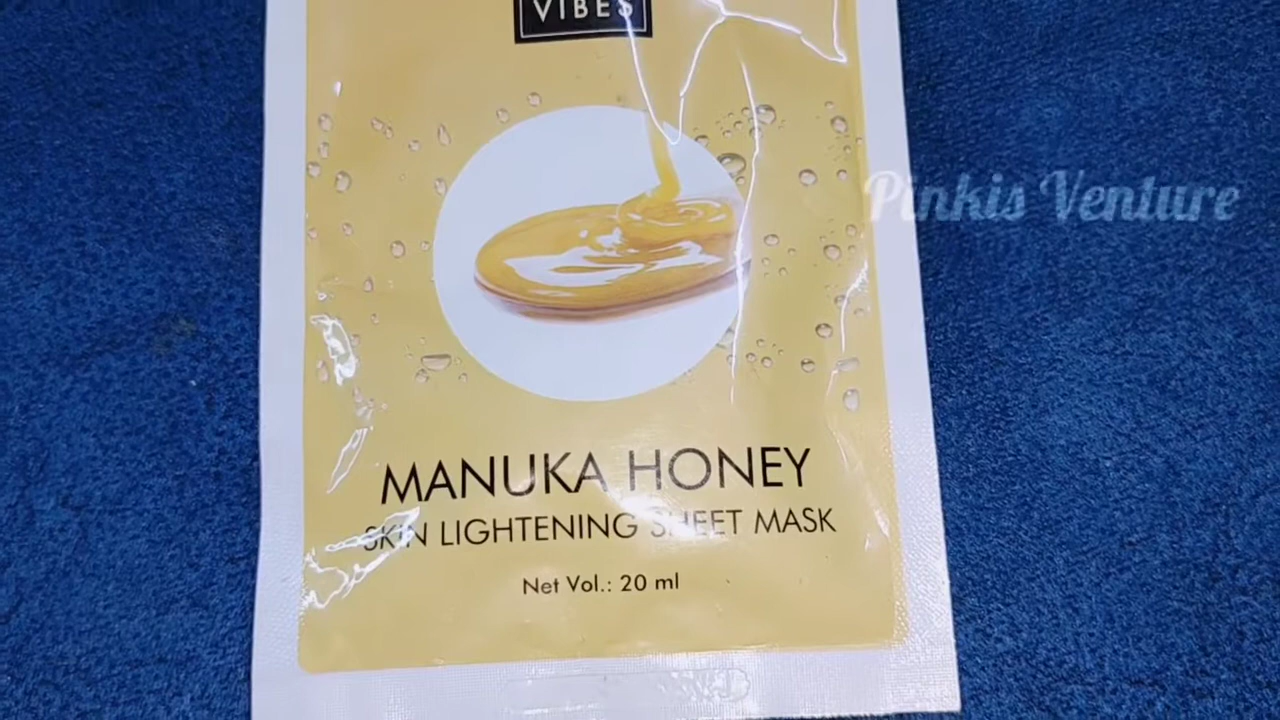 VIBES
Pinkis Venture
MANUKA HONEY
SKIN LIGHTENING SHEET MASK
Net Vol.: 20 ml